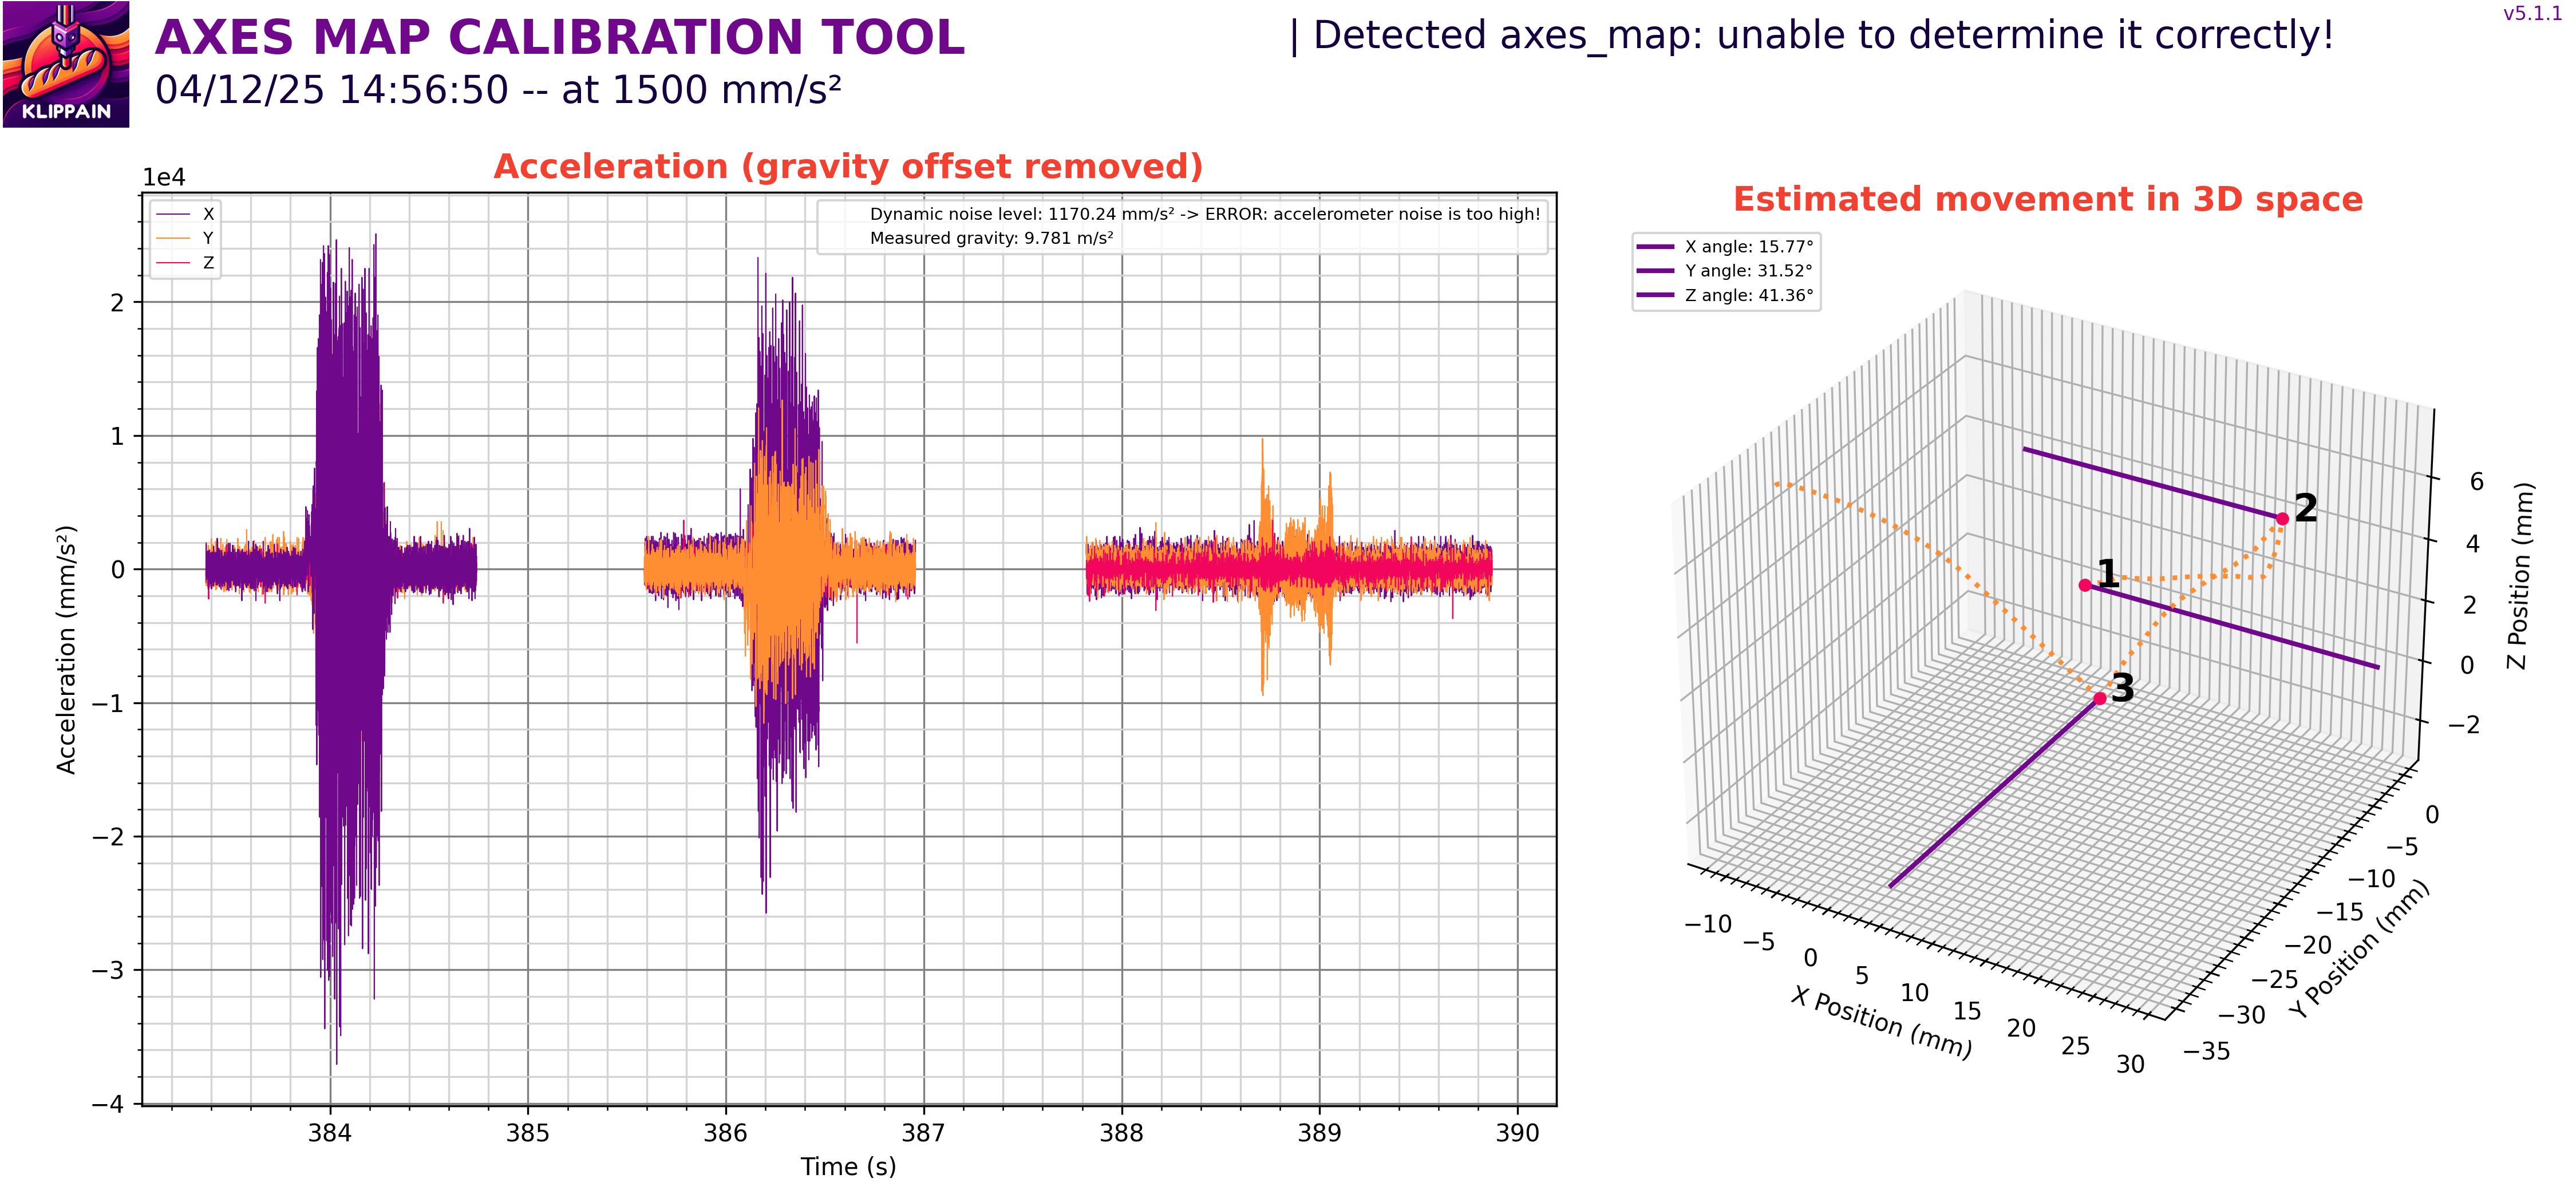 KLIPPAIN
AXES MAP CALIBRATION TOOL
04/12/25 14:56:50 -- at 1500 mm/s²
| Detected axes_map: unable to determine it correctly!
v5.1.1
Acceleration (gravity offset removed)
1e4
X
Y
Z
Dynamic noise level: 1170.24 mm/s² -> ERROR: accelerometer noise is too high!
Measured gravity: 9.781 m/s²
Acceleration (mm/s²)
2
1
0
−1
−2
−3
−4
384
385
386
387
388
389
390
Time (s)
Estimated movement in 3D space
X angle: 15.77°
Y angle: 31.52°
Z angle: 41.36°
1
2
3
6
4
2
0
−2
Z Position (mm)
0
−5
−10
−15
−20
−25
−30
−35
Y Position (mm)
−10
−5
0
5
10
15
20
25
30
X Position (mm)